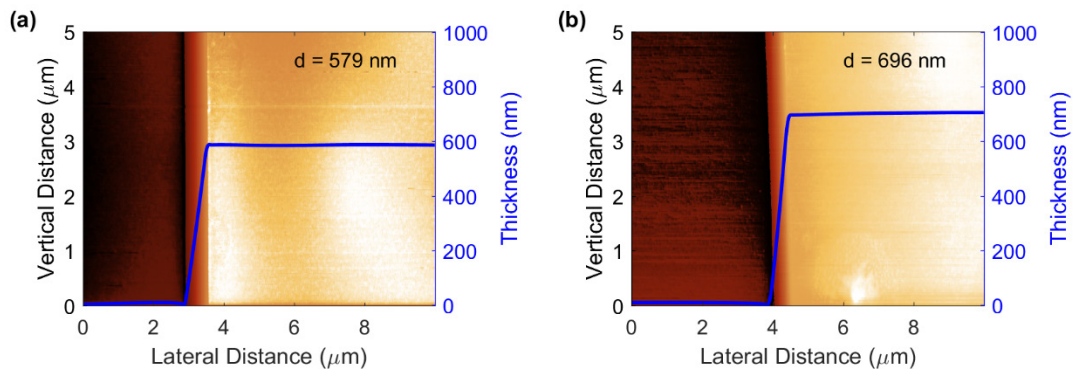 (a)
d = 579 nm
Vertical Distance (μm)
5
4
3
2
1
0
1000
800
600
400
200
0
Thickness (nm)
0 2 4 6 8
Lateral Distance (μm)
(b)
d = 696 nm
Vertical Distance (μm)
5
4
3
2
1
0
1000
800
600
400
200
0
Thickness (nm)
0 2 4 6 8
Lateral Distance (μm)